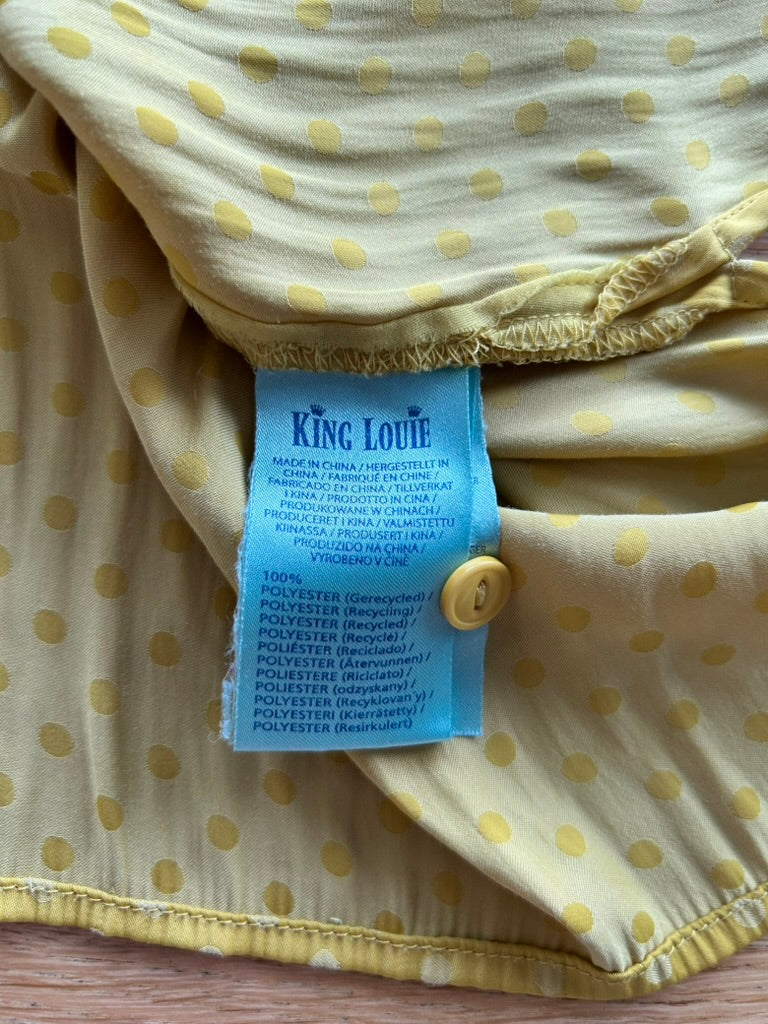 KING LOUIE
MADE IN CHINA / HERGESTELLT IN
CHINA / FABRIQUÉ EN CHINE /
FABRICADO EN CHINA / TILLVERKAT
I KINA / PRODOTTO IN CINA /
PRODUKOWANE W CHINACH /
PRODUCERET I KINA / VALMISTETTU
KIINASSA / PRODUSERT I KINA /
PRODUZIDO NA CHINA /
VYROBENO V ČÍNĚ
100%
POLYESTER (Gerecycled) /
POLYESTER (Recycling) /
POLYESTER (Recycled) /
POLYESTER (Recyclé) /
POLIÉSTER (Reciclado) /
POLYESTER (Återvunnen) /
POLIESTERE (Riciclato) /
POLIESTER (odzyskany) /
POLYESTER (Recyklovan'y) /
POLYESTERI (Kierrätetty) /
POLYESTER (Resirkulert)